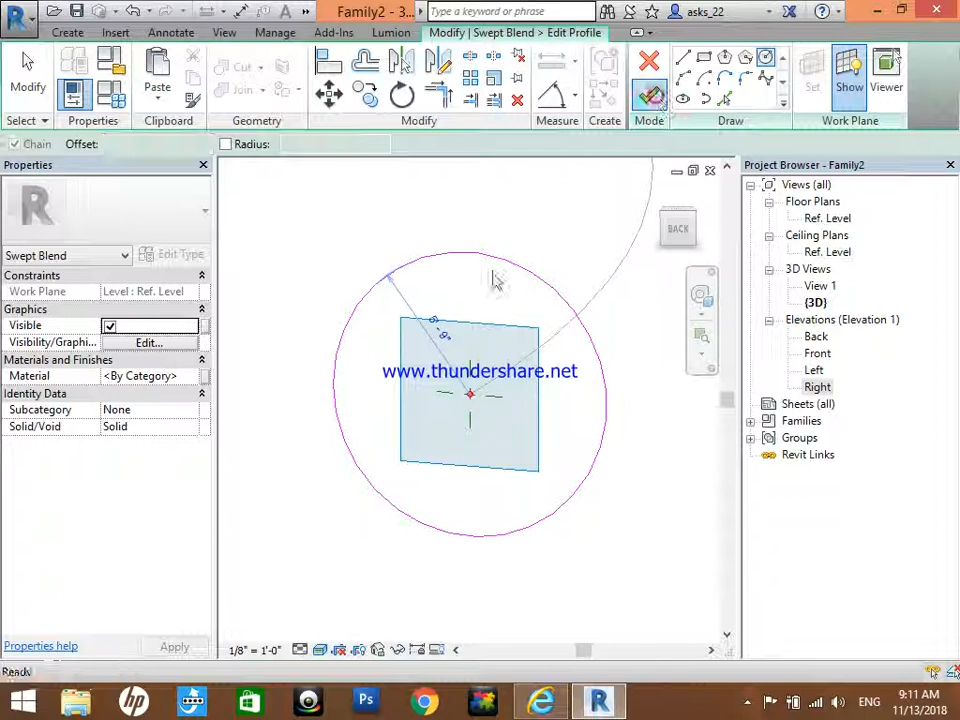 Family2 - 3...
Type a keyword or phrase
asks_22
Create Insert Annotate View Manage Add-Ins Lumion Modify | Swept Blend > Edit Profile
Modify Paste Cut Join Set Show Viewer
Select Properties Clipboard Geometry Modify Measure Create Mode Draw Work Plane
Chain Offset: Radius:
Properties
Swept Blend Edit Type
Constraints
Work Plane Level : Ref. Level
Graphics
Visible
Visibility/Graphi... Edit...
Materials and Finishes
Material <By Category>
Identity Data
Subcategory None
Solid/Void Solid
Properties help Apply
BACK
www.thundershare.net
1/8" = 1'-0"
Project Browser - Family2
Views (all)
Floor Plans
Ref. Level
Ceiling Plans
Ref. Level
3D Views
View 1
{3D}
Elevations (Elevation 1)
Back
Front
Left
Right
Sheets (all)
Families
Groups
Revit Links
Ready
ENG
9:11 AM
11/13/2018